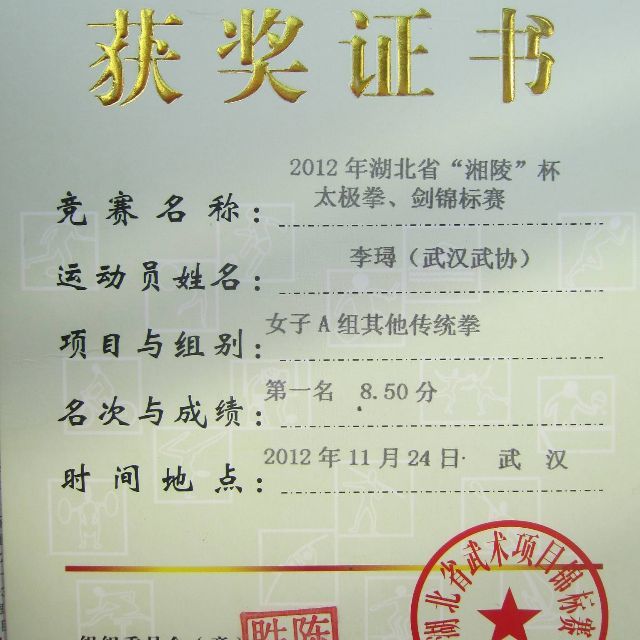 获奖证书
竞赛名称： 2012年湖北省“湘陵”杯
太极拳、剑锦标赛
运动员姓名： 李璕（武汉武协）
项目与组别： 女子A组其他传统拳
名次与成绩： 第一名 8.50分
时间地点： 2012年11月24日· 武 汉
湖北省武术项目锦标赛